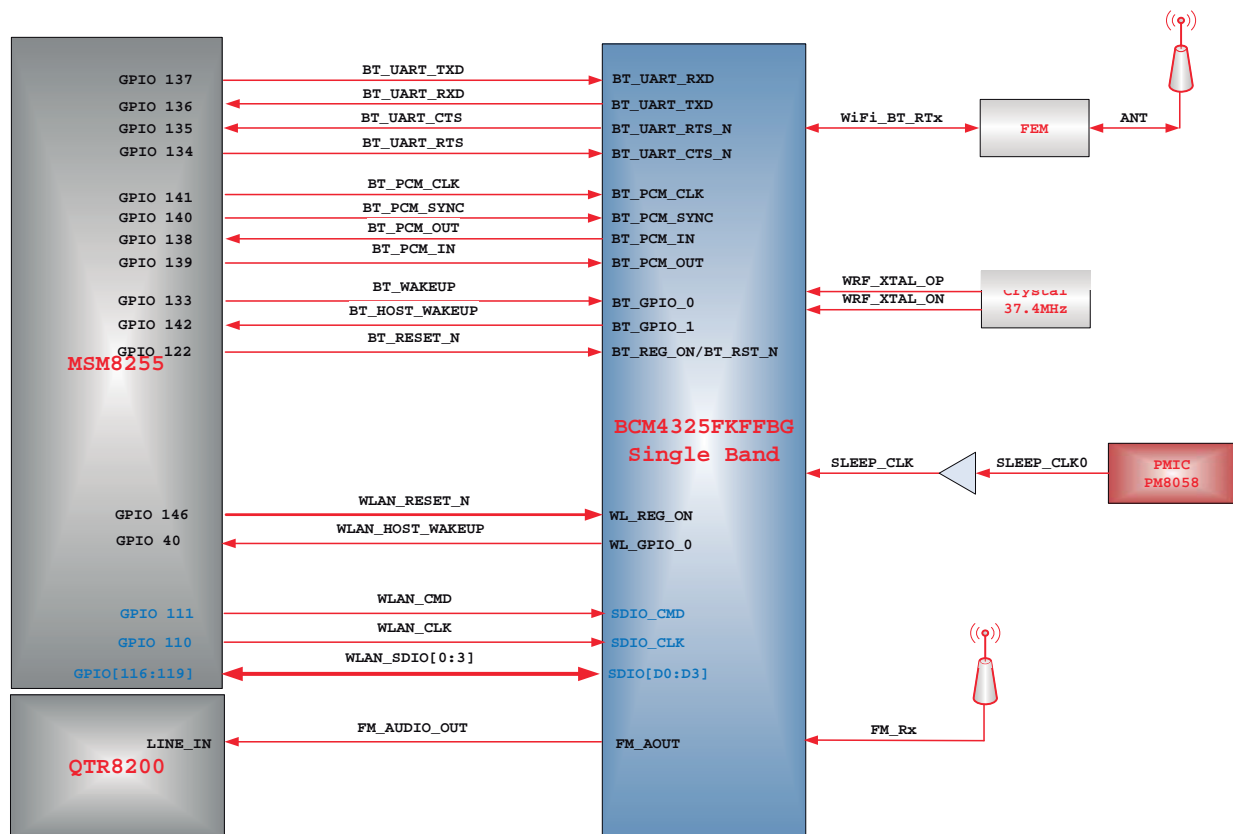 GPIO 137 BT_UART_TXD BT_UART_RXD
GPIO 136 BT_UART_RXD BT_UART_TXD
GPIO 135 BT_UART_CTS BT_UART_RTS_N
GPIO 134 BT_UART_RTS BT_UART_CTS_N
WiFi_BT_RTx FEM ANT
GPIO 141 BT_PCM_CLK BT_PCM_CLK
GPIO 140 BT_PCM_SYNC BT_PCM_SYNC
GPIO 138 BT_PCM_OUT BT_PCM_IN
GPIO 139 BT_PCM_IN BT_PCM_OUT
GPIO 133 BT_WAKEUP BT_GPIO_0
GPIO 142 BT_HOST_WAKEUP BT_GPIO_1
GPIO 122 BT_RESET_N BT_REG_ON/BT_RST_N
WRF_XTAL_OP
WRF_XTAL_ON
Crystal
37.4MHz
MSM8255
BCM4325FKFFBG
Single Band
SLEEP_CLK SLEEP_CLK0
PMIC
PM8058
GPIO 146 WLAN_RESET_N WL_REG_ON
GPIO 40 WLAN_HOST_WAKEUP WL_GPIO_0
GPIO 111 WLAN_CMD SDIO_CMD
GPIO 110 WLAN_CLK SDIO_CLK
GPIO[116:119] WLAN_SDIO[0:3] SDIO[D0:D3]
LINE_IN FM_AUDIO_OUT FM_AOUT FM_Rx
QTR8200